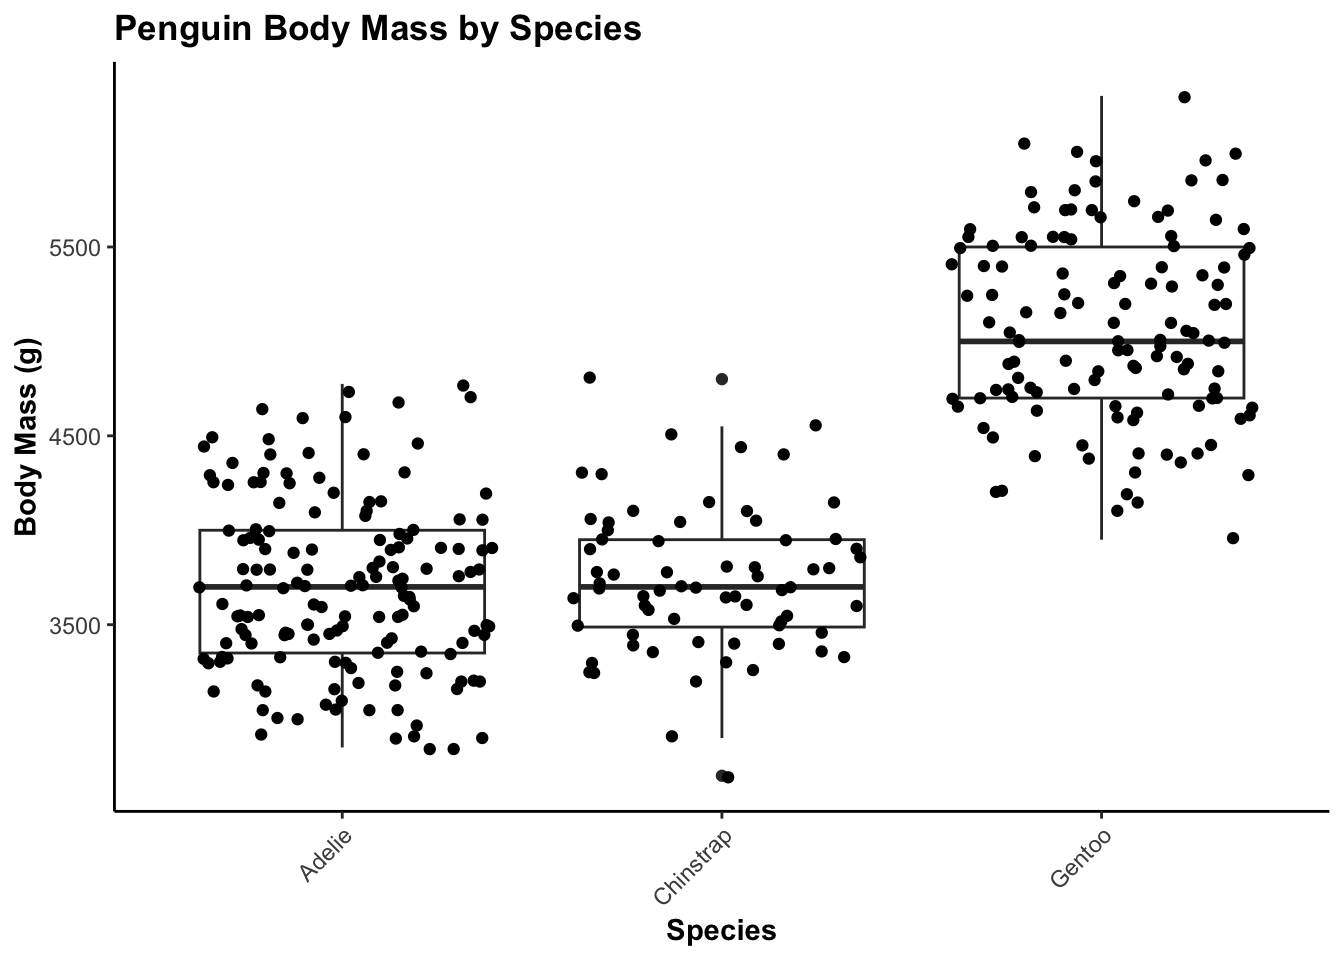 Penguin Body Mass by Species
Body Mass (g)
5500
4500
3500
Adelie
Chinstrap
Gentoo
Species